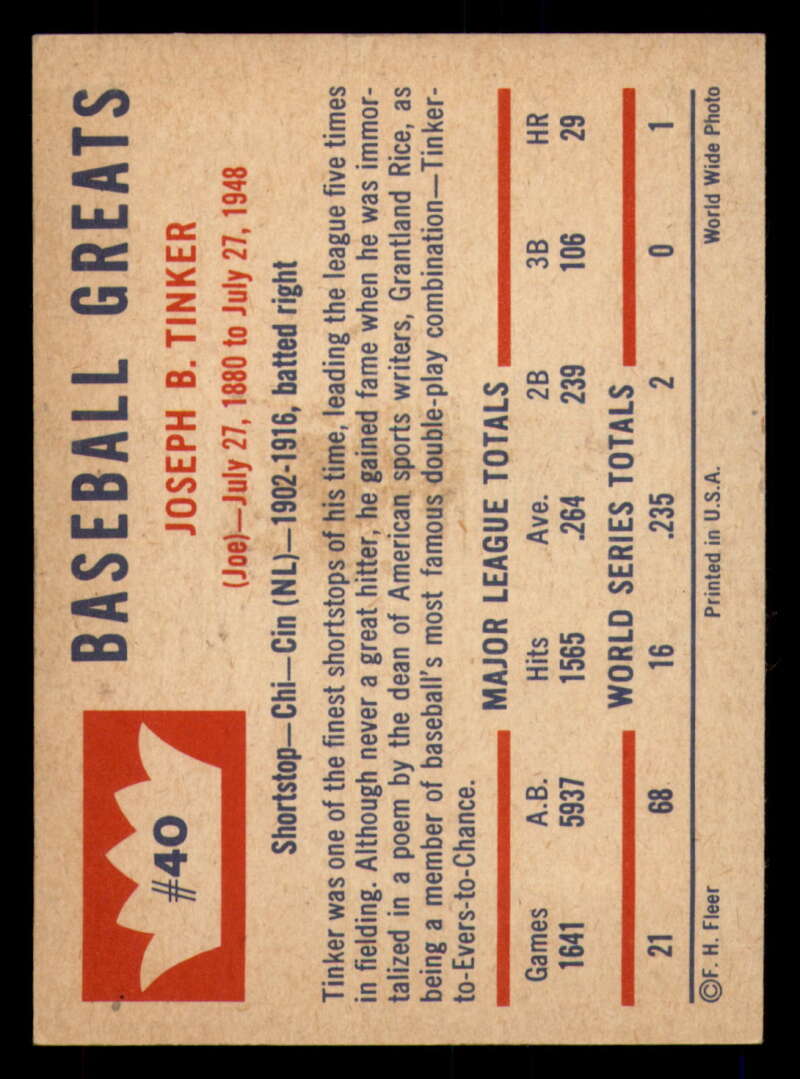 #40
BASEBALL GREATS
JOSEPH B. TINKER
(Joe)—July 27, 1880 to July 27, 1948
Shortstop—Chi—Cin (NL)—1902-1916, batted right
Tinker was one of the finest shortstops of his time, leading the league five times
in fielding. Although never a great hitter, he gained fame when he was immor-
talized in a poem by the dean of American sports writers, Grantland Rice, as
being a member of baseball's most famous double-play combination—Tinker-
to-Evers-to-Chance.
MAJOR LEAGUE TOTALS
Games A.B. Hits Ave. 2B 3B HR
1641 5937 1565 .264 239 106 29
WORLD SERIES TOTALS
21 68 16 .235 2 0 1
©F. H. Fleer Printed in U.S.A. World Wide Photo